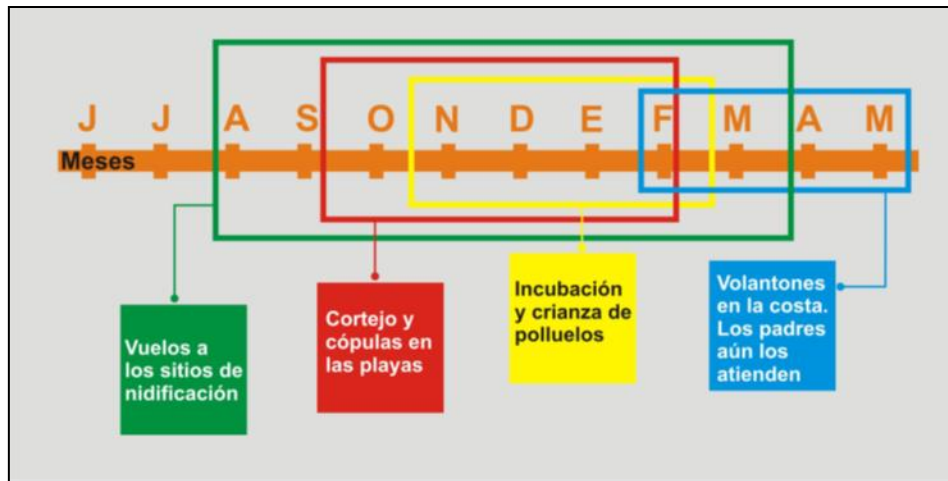 J J A S O N D E F M A M
Meses
Vuelos a
los sitios de
nidificación
Cortejo y
cópulas en
las playas
Incubación
y crianza de
polluelos
Volantones
en la costa.
Los padres
aún los
atienden